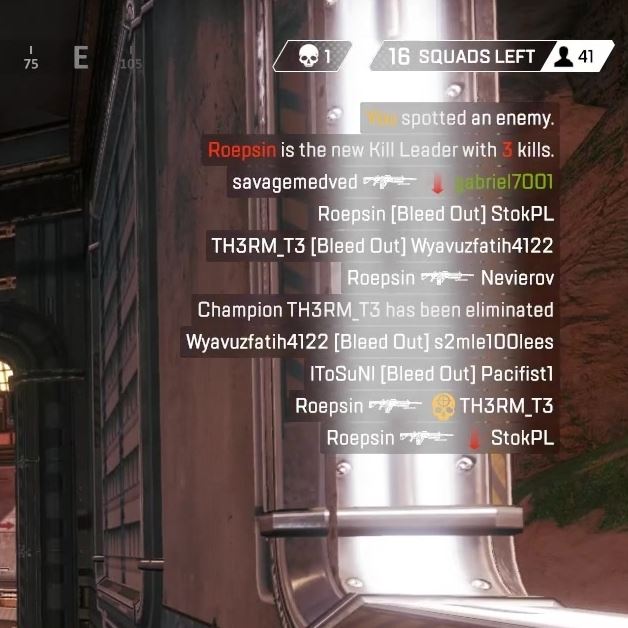 75
E
105
1
16 SQUADS LEFT
41
You spotted an enemy.
Roepsin is the new Kill Leader with 3 kills.
savagemedved gabriel7001
Roepsin [Bleed Out] StokPL
TH3RM_T3 [Bleed Out] Wyavuzfatih4122
Roepsin Nevierov
Champion TH3RM_T3 has been eliminated
Wyavuzfatih4122 [Bleed Out] s2mle100lees
IToSuNI [Bleed Out] Pacifist1
Roepsin TH3RM_T3
Roepsin StokPL